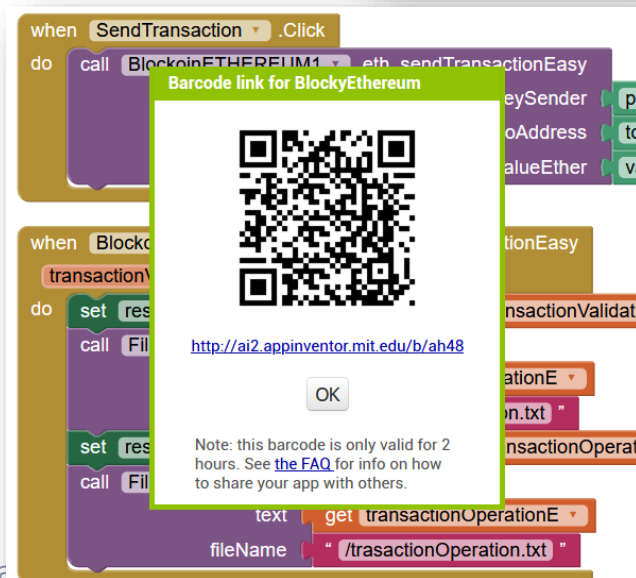 when SendTransaction .Click
do call BlockoinETHEREUM1 eth_sendTransactionEasy
Barcode link for BlockyEthereum
eySender
oAddress
alueEther
when Blocko tionEasy
transactionV
do set res nsactionValidat
call Fil
http://ai2.appinventor.mit.edu/b/ah48
ationE
OK
on.txt "
set res nsactionOperat
call Fil
Note: this barcode is only valid for 2
hours. See the FAQ for info on how
to share your app with others.
text get transactionOperationE
fileName " /trasactionOperation.txt "